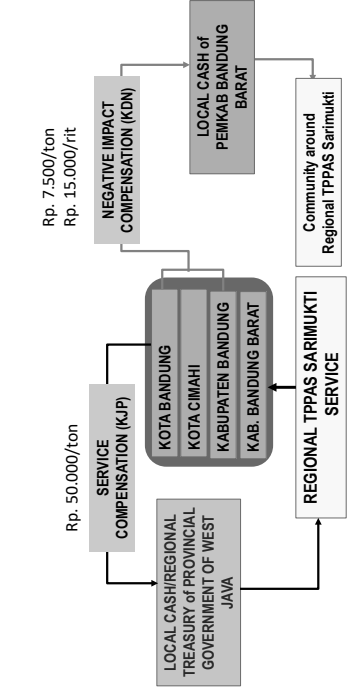 Rp. 50.000/ton
SERVICE
COMPENSATION (KJP)
LOCAL CASH/REGIONAL
TREASURY of PROVINCIAL
GOVERNMENT OF WEST
JAVA
KOTA BANDUNG
KOTA CIMAHI
KABUPATEN BANDUNG
KAB. BANDUNG BARAT
REGIONAL TPPAS SARIMUKTI
SERVICE
Rp. 7.500/ton
Rp. 15.000/rit
NEGATIVE IMPACT
COMPENSATION (KDN)
LOCAL CASH of
PEMKAB BANDUNG
BARAT
Community around
Regional TPPAS Sarimukti